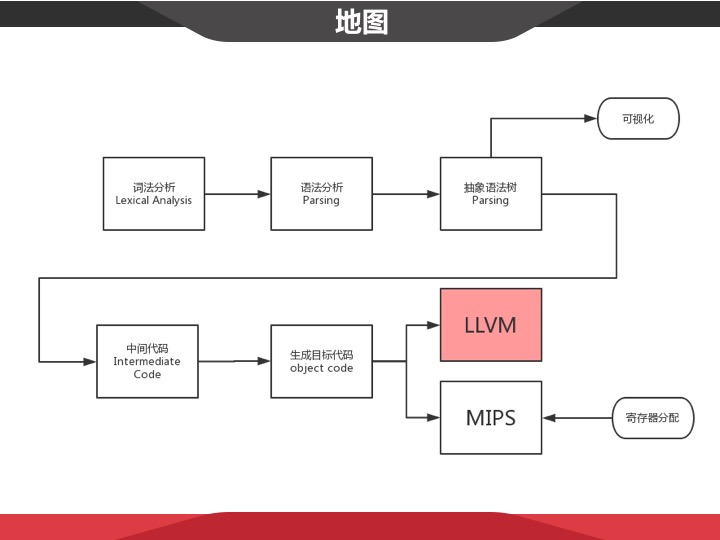 地图
可视化
词法分析
Lexical Analysis
语法分析
Parsing
抽象语法树
Parsing
LLVM
中间代码
Intermediate
Code
生成目标代码
object code
MIPS
寄存器分配